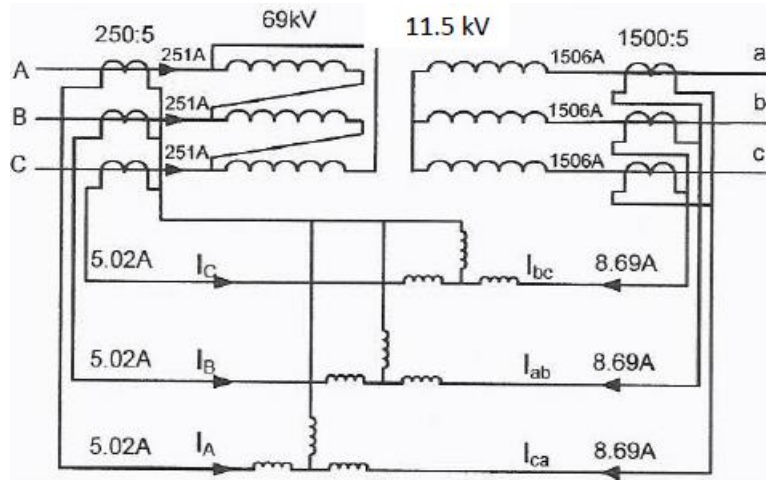 69kV 11.5 kV
250:5 1500:5
A 251A 1506A a
B 251A 1506A b
C 251A 1506A c
5.02A IC Ibc 8.69A
5.02A IB Iab 8.69A
5.02A IA Ica 8.69A